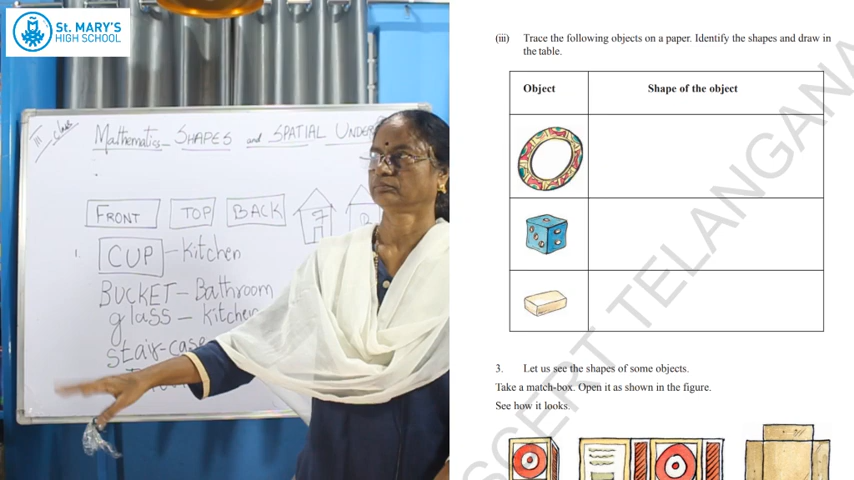 St. MARY'S
HIGH SCHOOL
III class
Mathematics - SHAPES and SPATIAL UNDER
FRONT TOP BACK F D
1. CUP - Kitchen
BUCKET - Bathroom
glass - kitchen
Stair-case
(iii) Trace the following objects on a paper. Identify the shapes and draw in
the table.
Object Shape of the object
3. Let us see the shapes of some objects.
Take a match-box. Open it as shown in the figure.
See how it looks.
SCERT TELANGANA